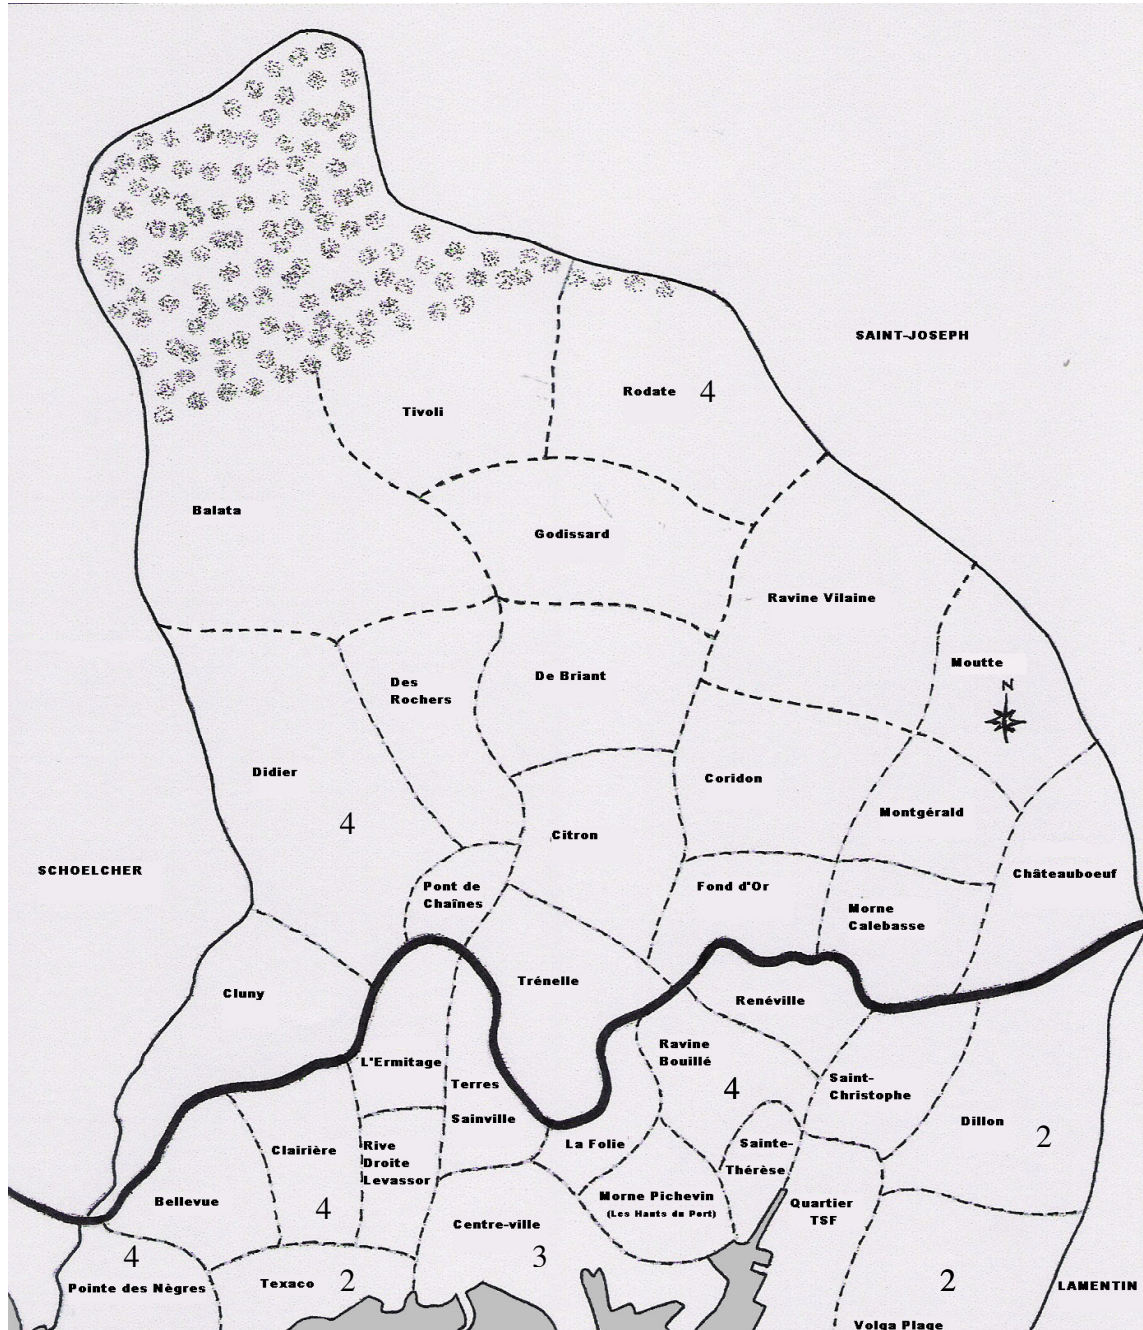 SAINT-JOSEPH
Rodate 4
Tivoli
Balata
Godissard
Ravine Vilaine
Moutte
N
Des
Rochers
De Briant
Didier
4
Coridon
Montgérald
Citron
SCHOELCHER
Châteauboeuf
Pont de
Chaînes
Fond d'Or
Morne
Calebasse
Cluny
Trénelle
Renéville
L'Ermitage
Ravine
Bouillé
4
Terres
Sainville
Saint-
Christophe
Dillon
2
Clairière
4
Rive
Droite
Levassor
La Folie
Sainte-
Thérèse
Bellevue
Morne Pichevin
(Les Hauts du Port)
Quartier
TSF
Centre-ville
3
4
Pointe des Nègres
Texaco 2
2
LAMENTIN
Volga Plage